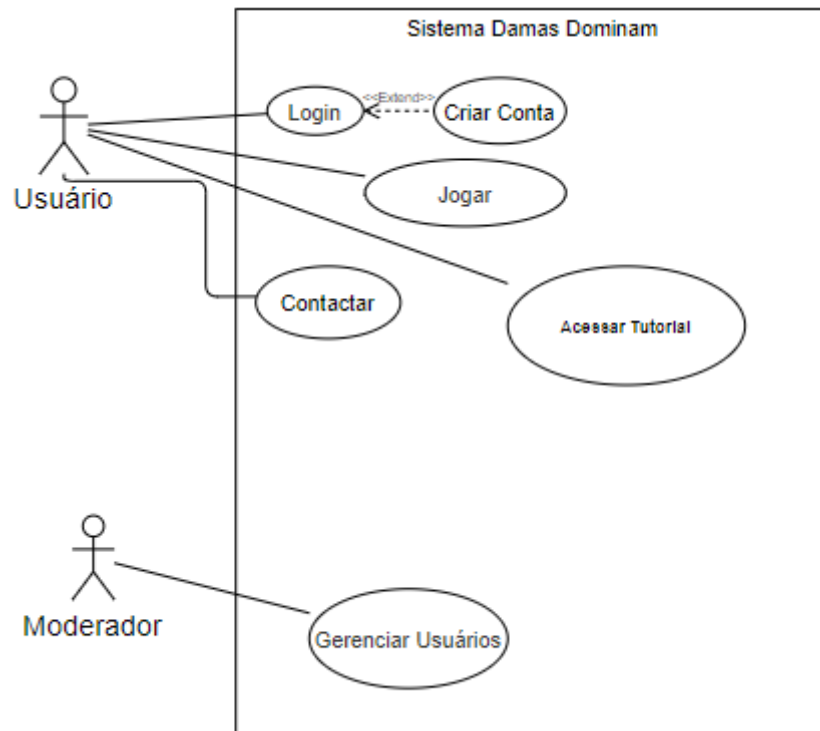 Sistema Damas Dominam
<<Extend>>
Login
Criar Conta
Usuário
Jogar
Contactar
Acessar Tutorial
Moderador
Gerenciar Usuários